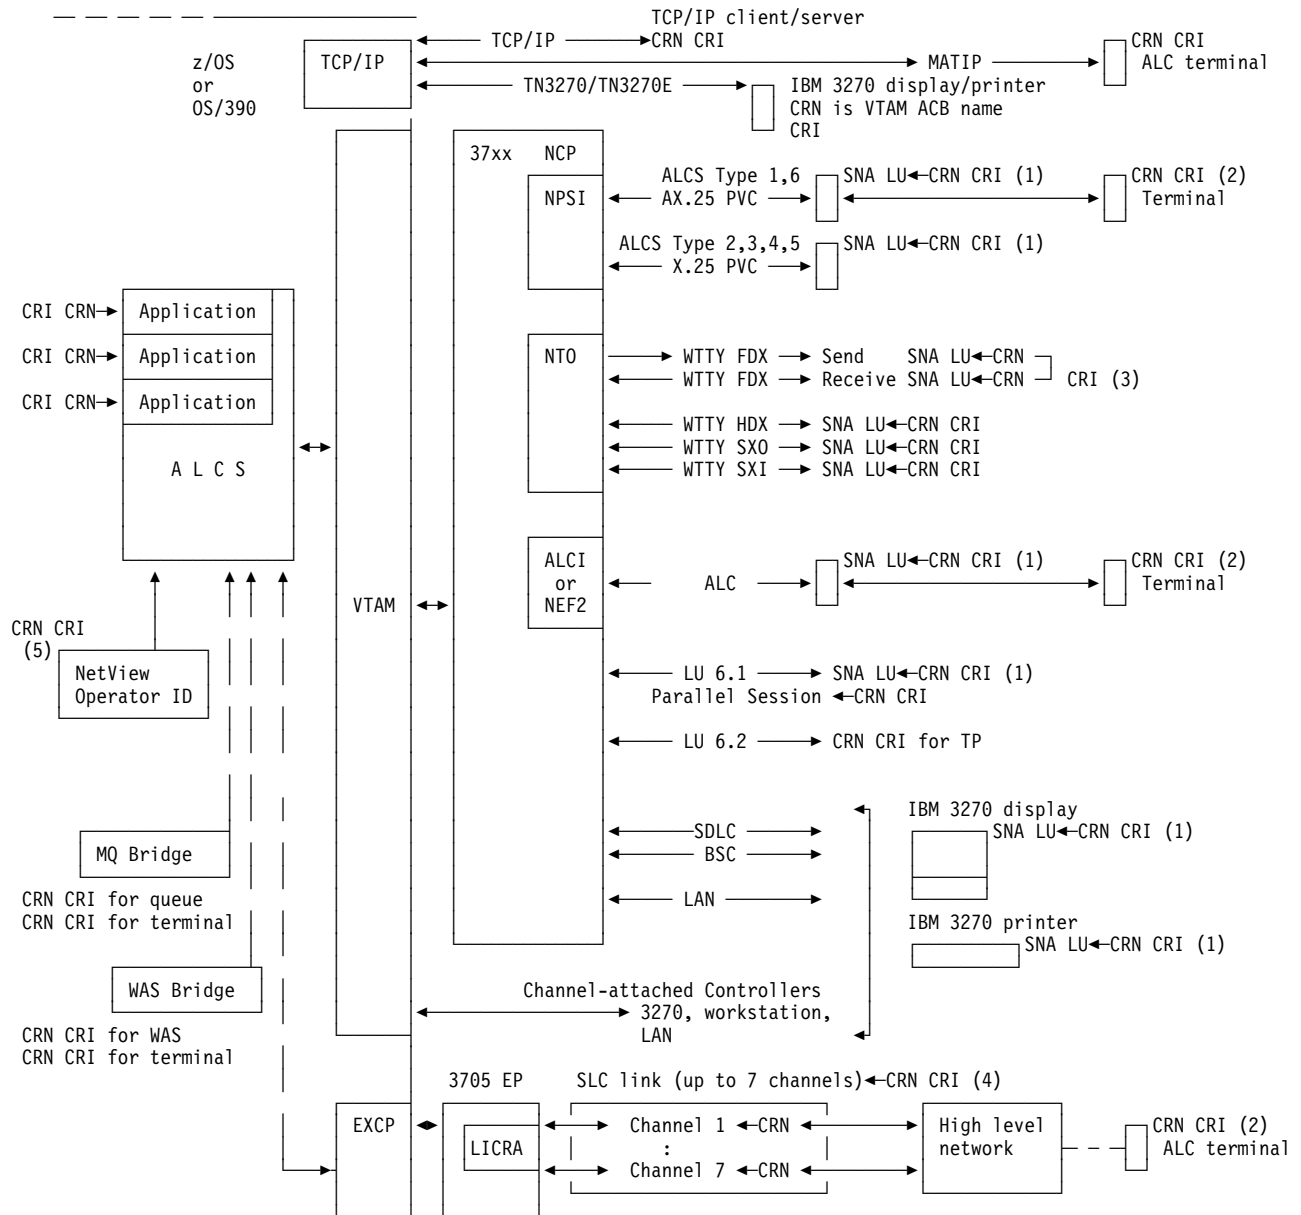 TCP/IP client/server
TCP/IP CRN CRI
z/OS
or
OS/390
TCP/IP
MATIP
CRN CRI
ALC terminal
TN3270/TN3270E
IBM 3270 display/printer
CRN is VTAM ACB name
CRI
37xx NCP
NPSI
ALCS Type 1,6
AX.25 PVC
SNA LU CRN CRI (1)
CRN CRI (2)
Terminal
ALCS Type 2,3,4,5
X.25 PVC
SNA LU CRN CRI (1)
CRI CRN Application
CRI CRN Application
CRI CRN Application
A L C S
NTO
WTTY FDX Send SNA LU CRN
WTTY FDX Receive SNA LU CRN CRI (3)
WTTY HDX SNA LU CRN CRI
WTTY SXO SNA LU CRN CRI
WTTY SXI SNA LU CRN CRI
VTAM
ALCI
or
NEF2
ALC
SNA LU CRN CRI (1)
CRN CRI (2)
Terminal
CRN CRI
(5)
NetView
Operator ID
LU 6.1 SNA LU CRN CRI (1)
Parallel Session CRN CRI
LU 6.2 CRN CRI for TP
SDLC
BSC
LAN
IBM 3270 display
SNA LU CRN CRI (1)
IBM 3270 printer
SNA LU CRN CRI (1)
MQ Bridge
CRN CRI for queue
CRN CRI for terminal
WAS Bridge
CRN CRI for WAS
CRN CRI for terminal
Channel-attached Controllers
3270, workstation,
LAN
3705 EP
SLC link (up to 7 channels) CRN CRI (4)
EXCP
LICRA
Channel 1 CRN
:
Channel 7 CRN
High level
network
CRN CRI (2)
ALC terminal